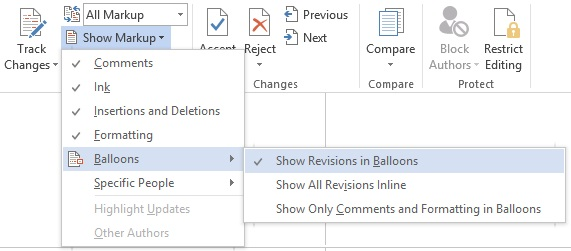 All Markup
Show Markup
Track
Changes
Accept
Reject
Previous
Next
Changes
Compare
Compare
Block
Authors
Restrict
Editing
Protect
Comments
Ink
Insertions and Deletions
Formatting
Balloons
Specific People
Highlight Updates
Other Authors
Show Revisions in Balloons
Show All Revisions Inline
Show Only Comments and Formatting in Balloons